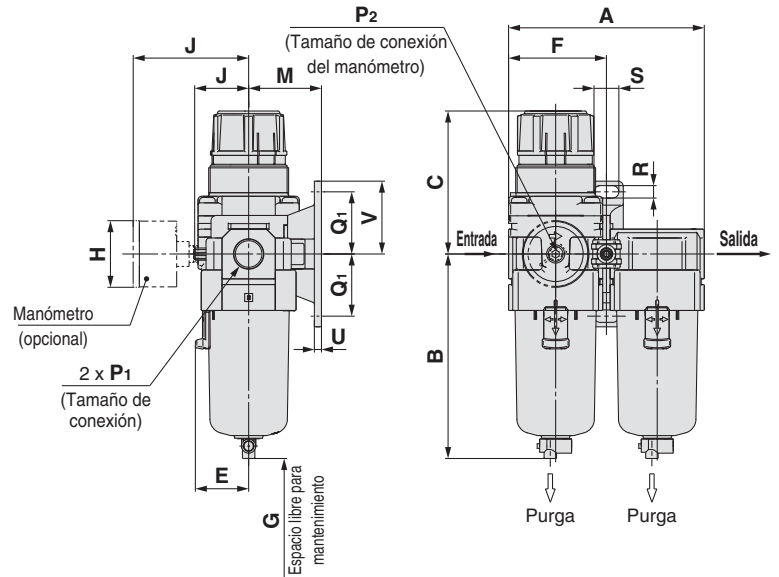 J
J
M
H
V
Q1
Q1
U
E
G
Espacio libre para
mantenimiento
Manómetro
(opcional)
2 x P1
(Tamaño de
conexión)
P2
(Tamaño de conexión
del manómetro)
A
F
S
R
C
B
Entrada
Salida
Purga
Purga